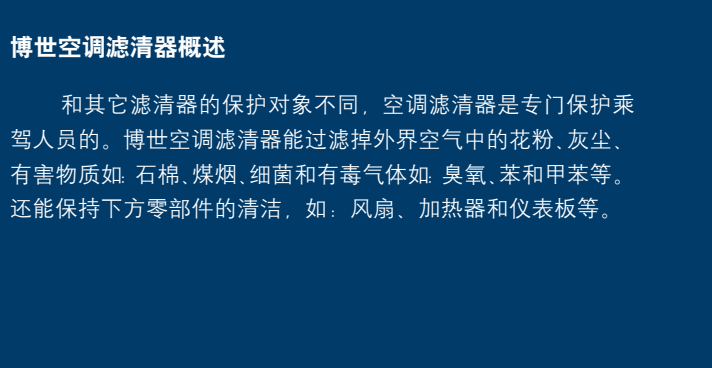 博世空调滤清器概述
和其它滤清器的保护对象不同，空调滤清器是专门保护乘
驾人员的。博世空调滤清器能过滤掉外界空气中的花粉、灰尘、
有害物质如：石棉、煤烟、细菌和有毒气体如：臭氧、苯和甲苯等。
还能保持下方零部件的清洁，如：风扇、加热器和仪表板等。